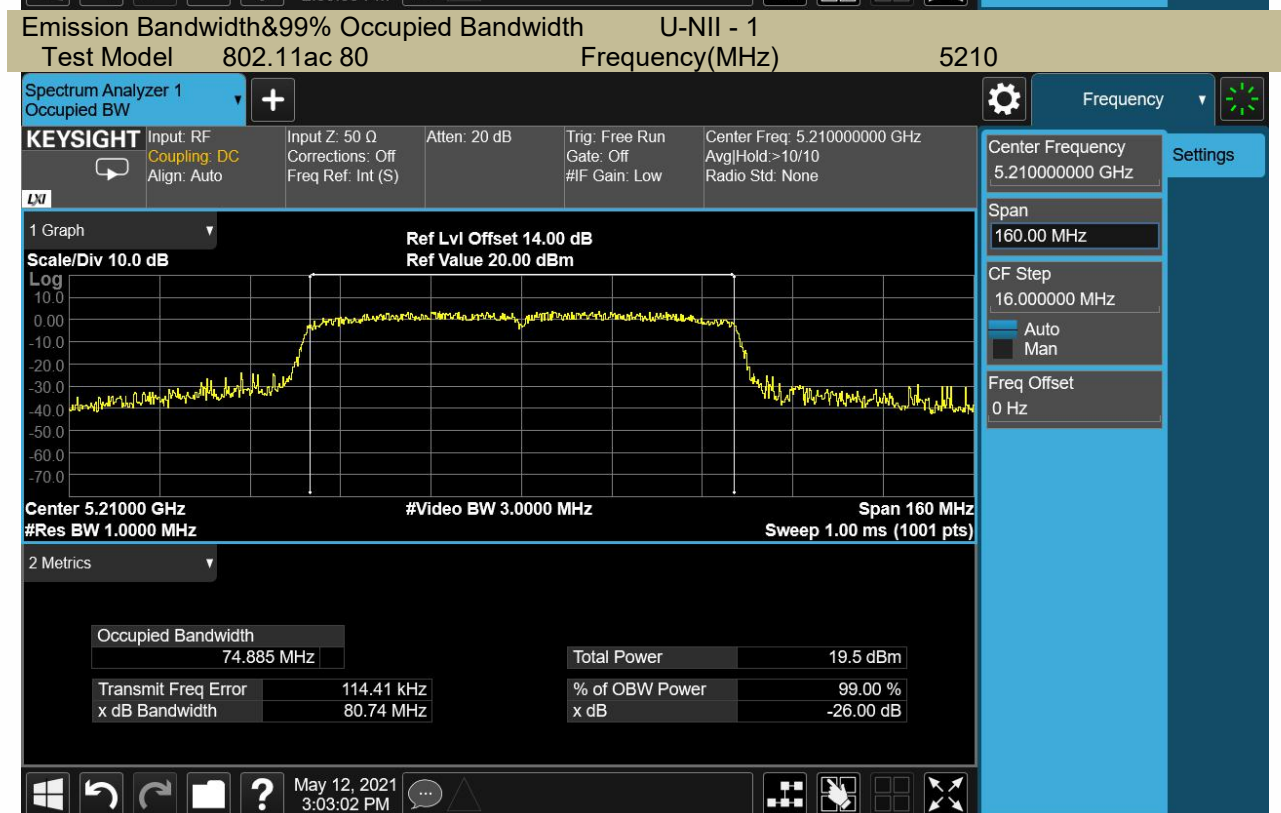 Emission Bandwidth&99% Occupied Bandwidth U-NII - 1
Test Model 802.11ac 80 Frequency(MHz) 5210
Spectrum Analyzer 1
Occupied BW
+
Frequency
KEYSIGHT Input: RF Input Z: 50 Ω Atten: 20 dB Trig: Free Run Center Freq: 5.210000000 GHz
Coupling: DC Corrections: Off Gate: Off Avg|Hold:>10/10
Align: Auto Freq Ref: Int (S) #IF Gain: Low Radio Std: None
LXI
Center Frequency
5.210000000 GHz
Settings
Span
160.00 MHz
CF Step
16.000000 MHz
Auto
Man
Freq Offset
0 Hz
1 Graph
Ref Lvl Offset 14.00 dB
Scale/Div 10.0 dB Ref Value 20.00 dBm
Log
10.0
0.00
-10.0
-20.0
-30.0
-40.0
-50.0
-60.0
-70.0
Center 5.21000 GHz #Video BW 3.0000 MHz Span 160 MHz
#Res BW 1.0000 MHz Sweep 1.00 ms (1001 pts)
2 Metrics
Occupied Bandwidth
74.885 MHz Total Power 19.5 dBm
Transmit Freq Error 114.41 kHz % of OBW Power 99.00 %
x dB Bandwidth 80.74 MHz x dB -26.00 dB
?
May 12, 2021
3:03:02 PM